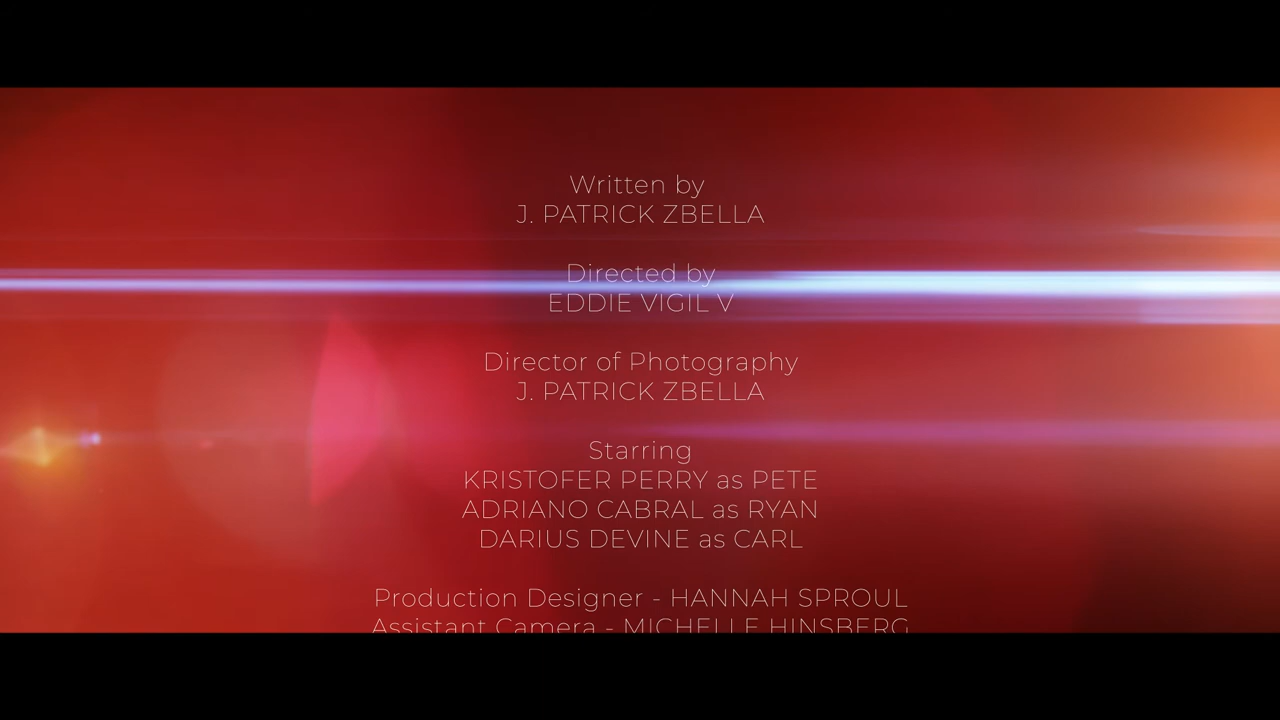 Written by
J. PATRICK ZBELLA
Directed by
EDDIE VIGIL V
Director of Photography
J. PATRICK ZBELLA
Starring
KRISTOFER PERRY as PETE
ADRIANO CABRAL as RYAN
DARIUS DEVINE as CARL
Production Designer - HANNAH SPROUL
Assistant Camera - MICHELLE HINSBERG